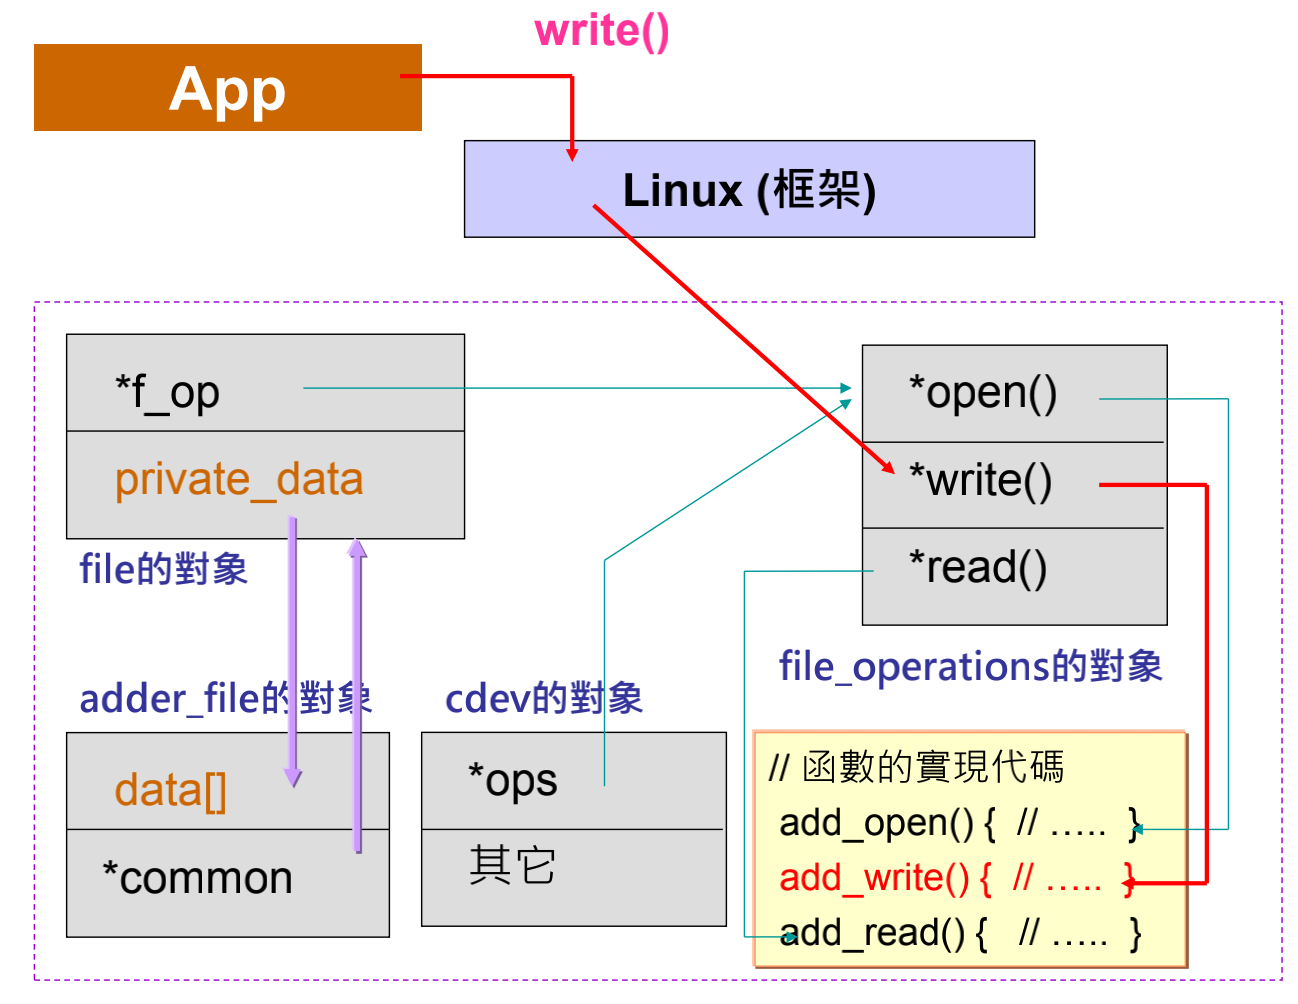 write()
App
Linux (框架)
*f_op
private_data
file的對象
*open()
*write()
*read()
file_operations的對象
adder_file的對象
data[]
*common
cdev的對象
*ops
其它
// 函數的實現代碼
add_open() { // ..... }
add_write() { // ..... }
add_read() { // ..... }